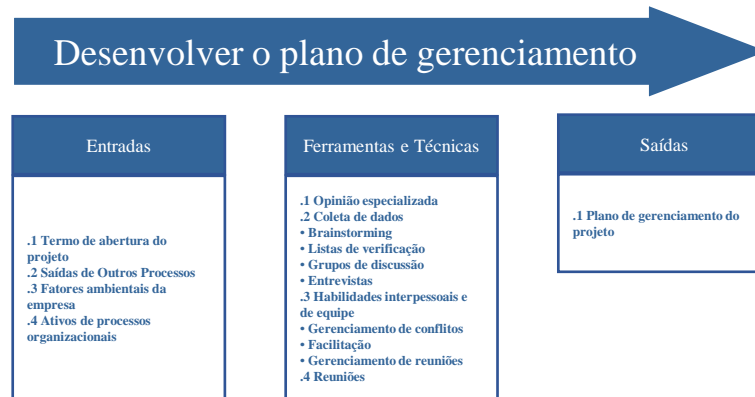 Desenvolver o plano de gerenciamento
Entradas
.1 Termo de abertura do
projeto
.2 Saídas de Outros Processos
.3 Fatores ambientais da
empresa
.4 Ativos de processos
organizacionais
Ferramentas e Técnicas
.1 Opinião especializada
.2 Coleta de dados
• Brainstorming
• Listas de verificação
• Grupos de discussão
• Entrevistas
.3 Habilidades interpessoais e
de equipe
• Gerenciamento de conflitos
• Facilitação
• Gerenciamento de reuniões
.4 Reuniões
Saídas
.1 Plano de gerenciamento do
projeto